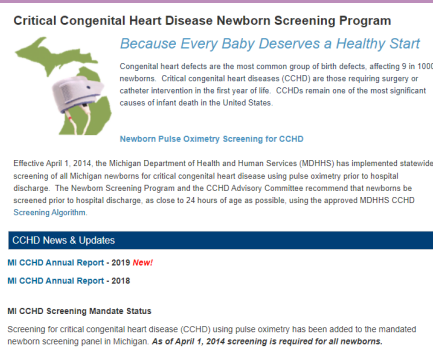 Critical Congenital Heart Disease Newborn Screening Program
Because Every Baby Deserves a Healthy Start
Congenital heart defects are the most common group of birth defects, affecting 9 in 1000
newborns. Critical congenital heart diseases (CCHD) are those requiring surgery or
catheter intervention in the first year of life. CCHDs remain one of the most significant
causes of infant death in the United States.
Newborn Pulse Oximetry Screening for CCHD
Effective April 1, 2014, the Michigan Department of Health and Human Services (MDHHS) has implemented statewide
screening of all Michigan newborns for critical congenital heart disease using pulse oximetry prior to hospital
discharge. The Newborn Screening Program and the CCHD Advisory Committee recommend that newborns be
screened prior to hospital discharge, as close to 24 hours of age as possible, using the approved MDHHS CCHD
Screening Algorithm.
CCHD News & Updates
MI CCHD Annual Report - 2019 New!
MI CCHD Annual Report - 2018
MI CCHD Screening Mandate Status
Screening for critical congenital heart disease (CCHD) using pulse oximetry has been added to the mandated
newborn screening panel in Michigan. As of April 1, 2014 screening is required for all newborns.